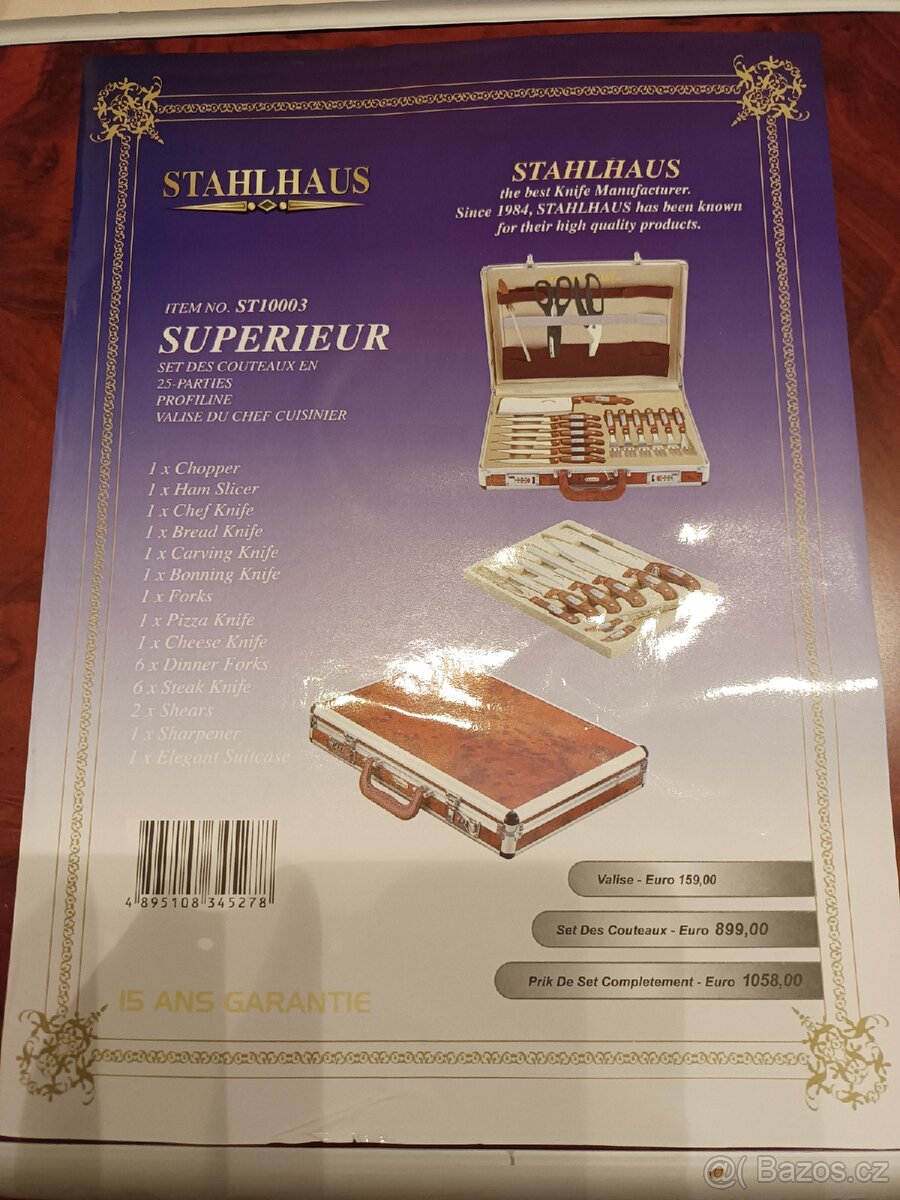 STAHLHAUS
STAHLHAUS
the best Knife Manufacturer.
Since 1984, STAHLHAUS has been known
for their high quality products.
ITEM NO. ST10003
SUPERIEUR
SET DES COUTEAUX EN
25-PARTIES
PROFILINE
VALISE DU CHEF CUISINIER
1 x Chopper
1 x Ham Slicer
1 x Chef Knife
1 x Bread Knife
1 x Carving Knife
1 x Bonning Knife
1 x Forks
1 x Pizza Knife
1 x Cheese Knife
6 x Dinner Forks
6 x Steak Knife
2 x Shears
1 x Sharpener
1 x Elegant Suitcase
4 895108 345278
15 ANS GARANTIE
Valise - Euro 159,00
Set Des Couteaux - Euro 899,00
Prik De Set Completement - Euro 1058,00
@( Bazos.cz